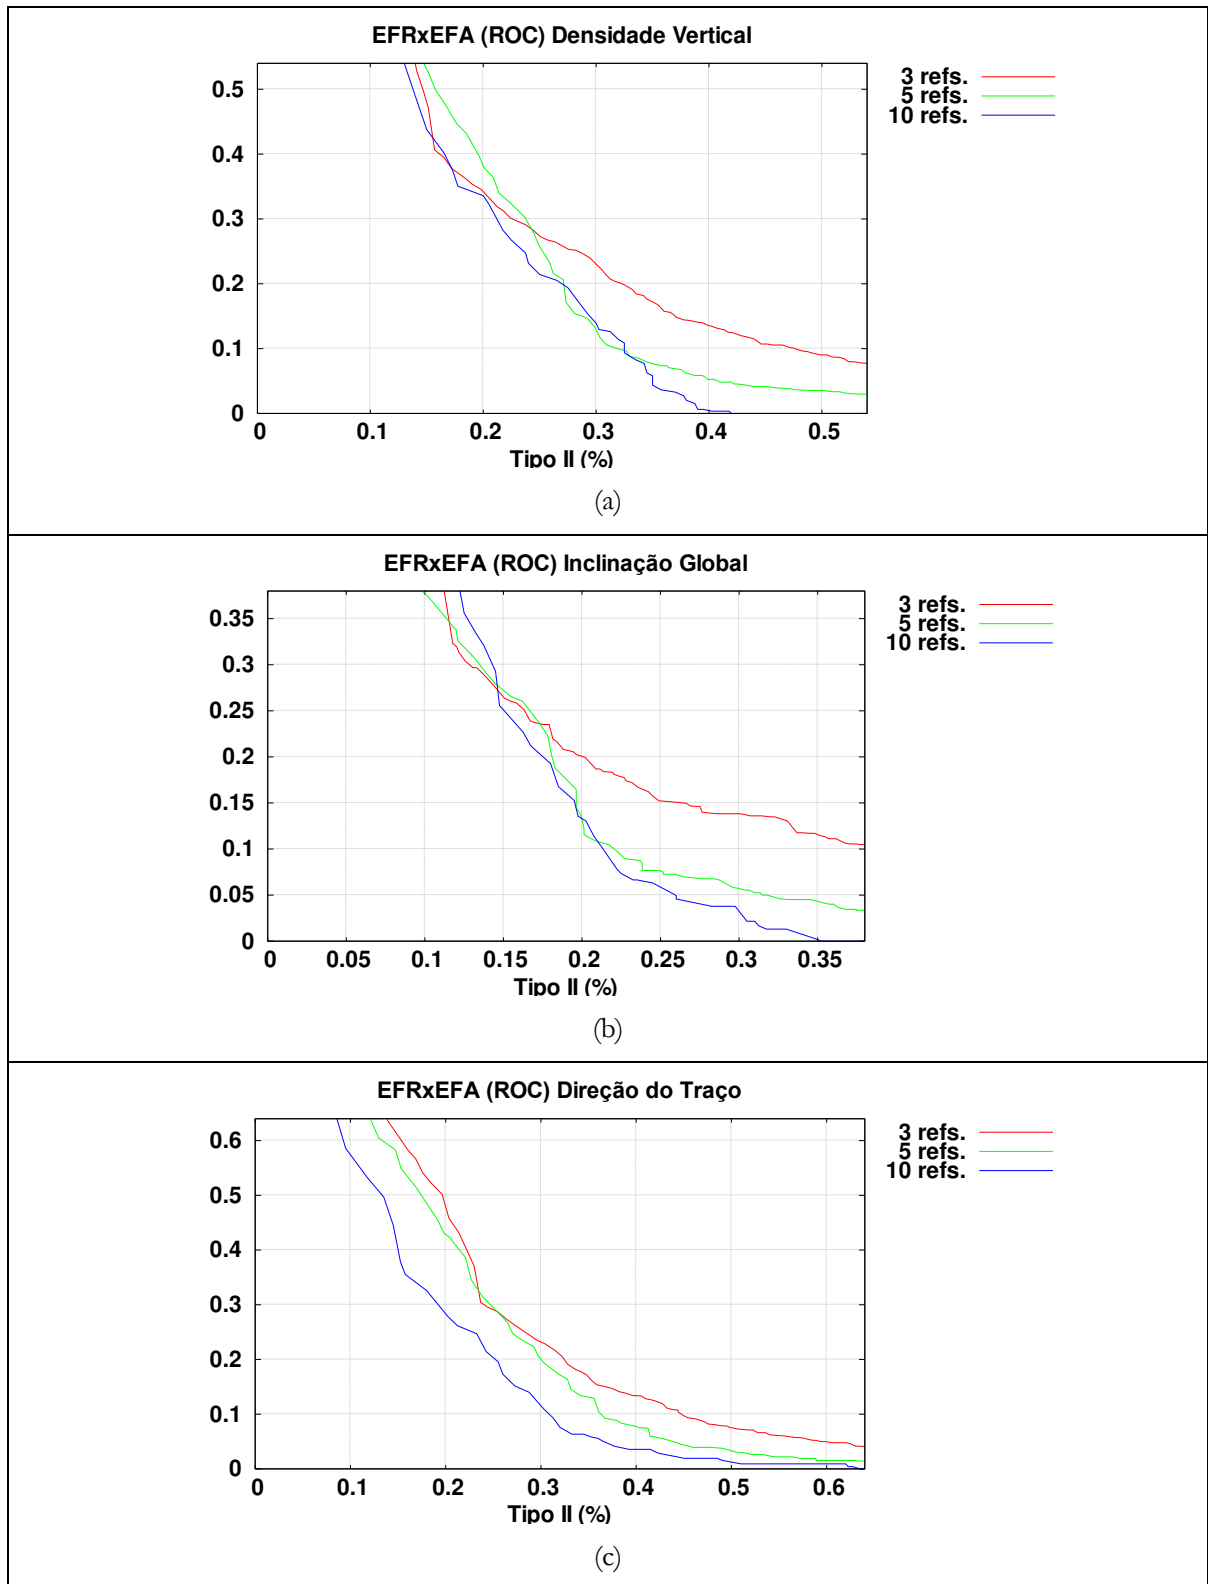 EFRxEFA (ROC) Densidade Vertical
3 refs.
5 refs.
10 refs.
0.5
0.4
0.3
0.2
0.1
0
0 0.1 0.2 0.3 0.4 0.5
Tipo II (%)
(a)
EFRxEFA (ROC) Inclinação Global
3 refs.
5 refs.
10 refs.
0.35
0.3
0.25
0.2
0.15
0.1
0.05
0
0 0.05 0.1 0.15 0.2 0.25 0.3 0.35
Tipo II (%)
(b)
EFRxEFA (ROC) Direção do Traço
3 refs.
5 refs.
10 refs.
0.6
0.5
0.4
0.3
0.2
0.1
0
0 0.1 0.2 0.3 0.4 0.5 0.6
Tipo II (%)
(c)